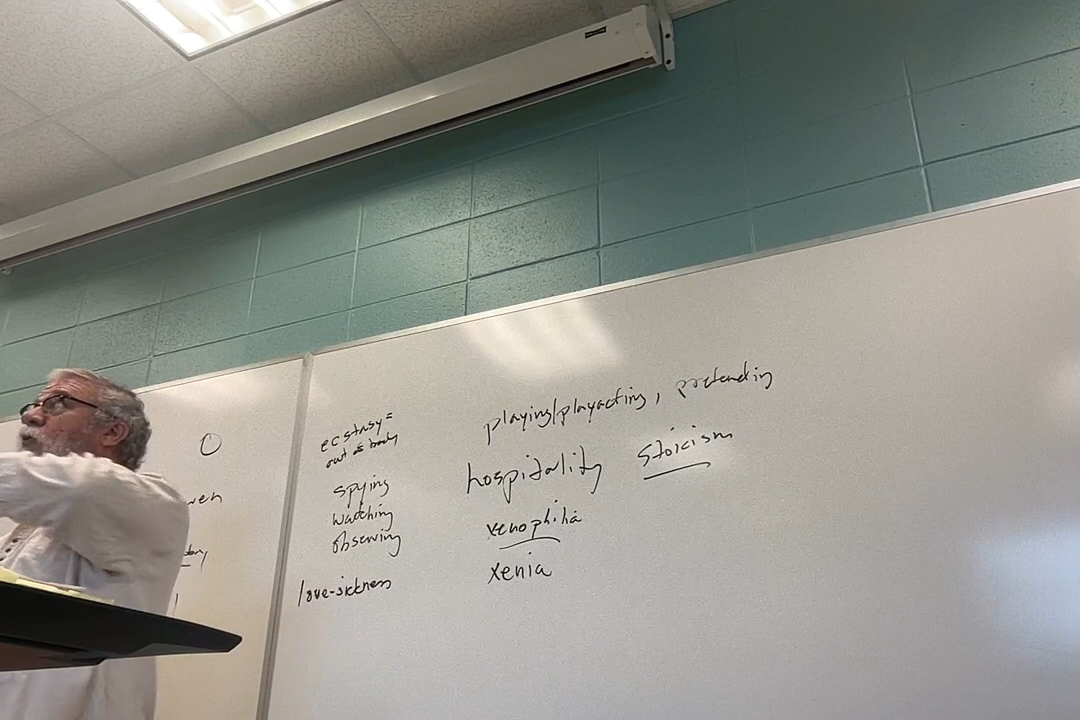 ecstasy =
out of body
spying
watching
observing
love-sickness
playing/playacting, pretending
hospitality stoicism
xenophilia
xenia